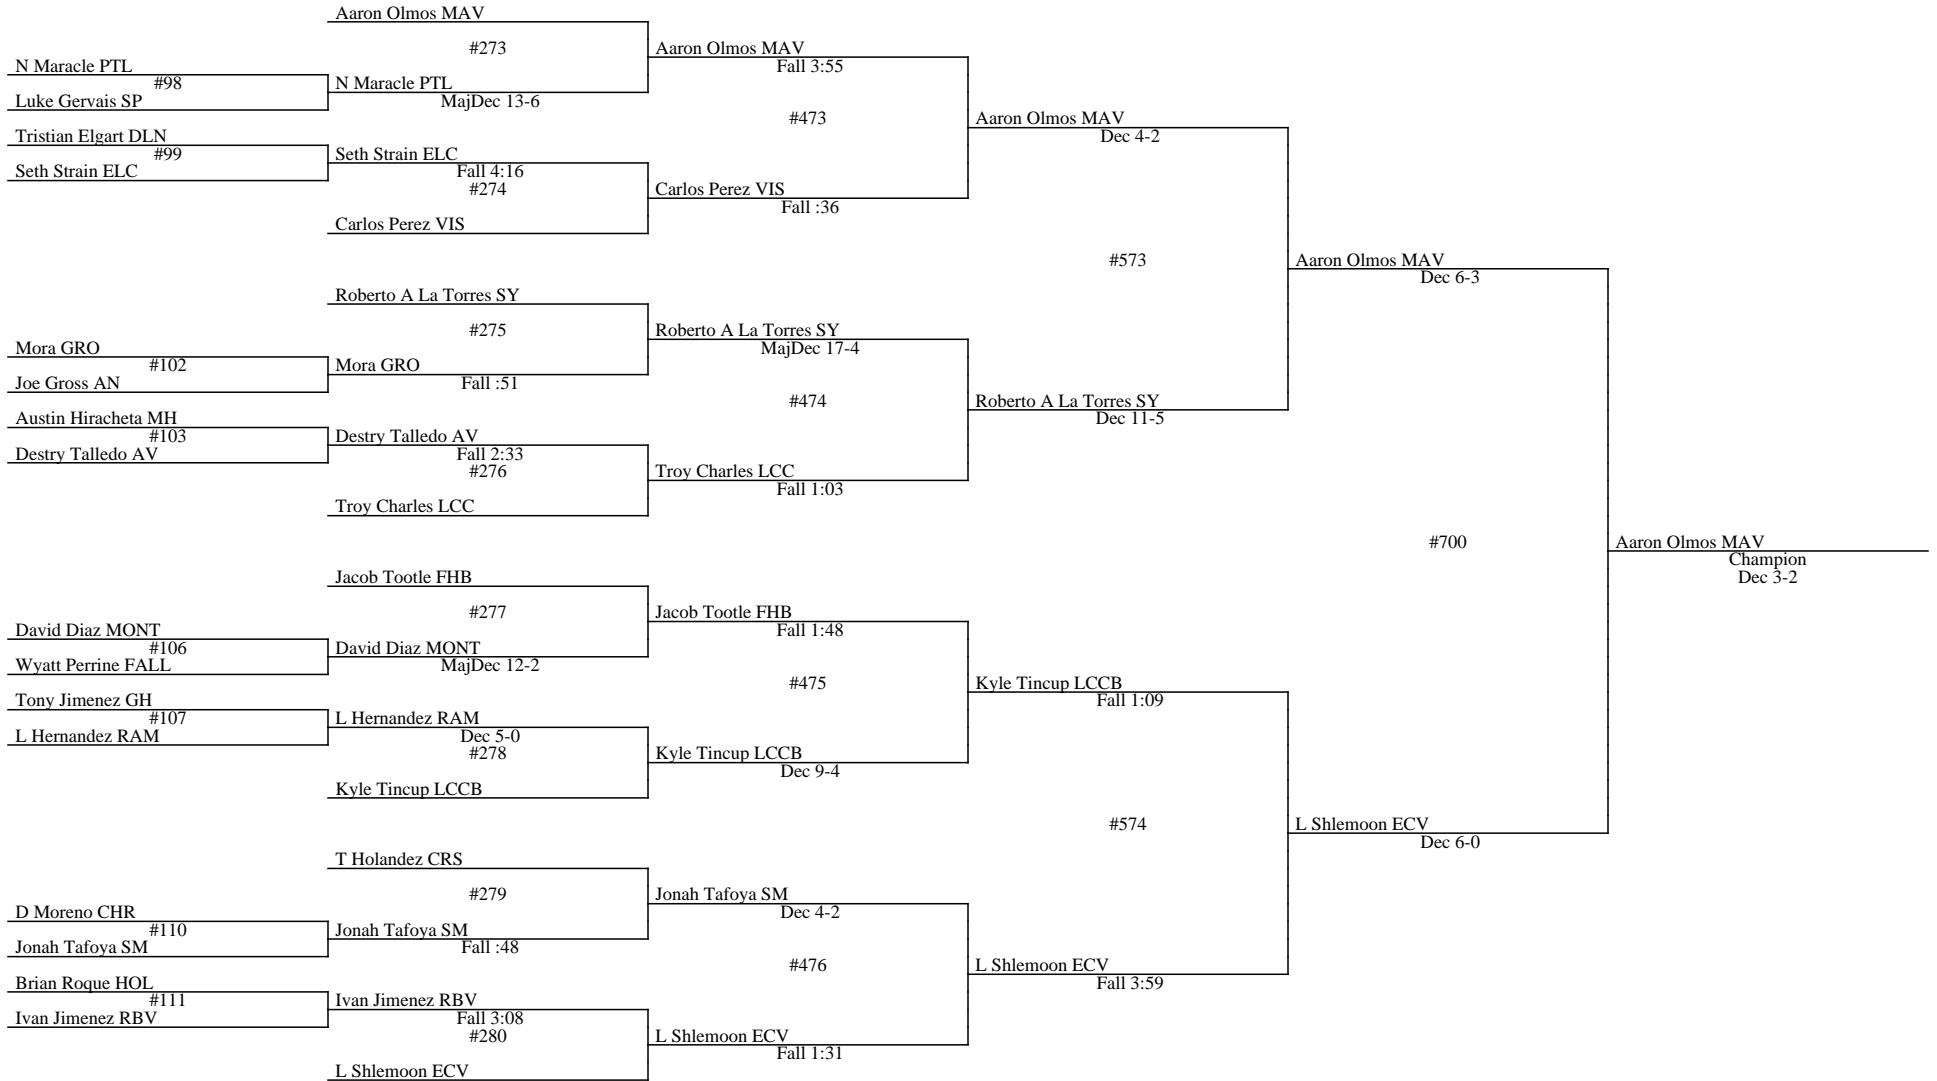 Aaron Olmos MAV
#273
Aaron Olmos MAV
Fall 3:55
N Maracle PTL
#98
N Maracle PTL
MajDec 13-6
Luke Gervais SP
#473
Aaron Olmos MAV
Dec 4-2
Tristian Elgart DLN
#99
Seth Strain ELC
Fall 4:16
Seth Strain ELC
#274
Carlos Perez VIS
Fall :36
Carlos Perez VIS
#573
Aaron Olmos MAV
Dec 6-3
Roberto A La Torres SY
#275
Roberto A La Torres SY
MajDec 17-4
Mora GRO
#102
Mora GRO
Fall :51
Joe Gross AN
#474
Roberto A La Torres SY
Dec 11-5
Austin Hiracheta MH
#103
Destry Talledo AV
Fall 2:33
Destry Talledo AV
#276
Troy Charles LCC
Fall 1:03
Troy Charles LCC
#700
Aaron Olmos MAV
Champion
Dec 3-2
Jacob Tootle FHB
#277
Jacob Tootle FHB
Fall 1:48
David Diaz MONT
#106
David Diaz MONT
MajDec 12-2
Wyatt Perrine FALL
#475
Kyle Tincup LCCB
Fall 1:09
Tony Jimenez GH
#107
L Hernandez RAM
Dec 5-0
L Hernandez RAM
#278
Kyle Tincup LCCB
Dec 9-4
Kyle Tincup LCCB
#574
L Shlemoon ECV
Dec 6-0
T Holandez CRS
#279
Jonah Tafoya SM
Dec 4-2
D Moreno CHR
#110
Jonah Tafoya SM
Fall :48
Jonah Tafoya SM
#476
L Shlemoon ECV
Fall 3:59
Brian Roque HOL
#111
Ivan Jimenez RBV
Fall 3:08
Ivan Jimenez RBV
#280
L Shlemoon ECV
Fall 1:31
L Shlemoon ECV